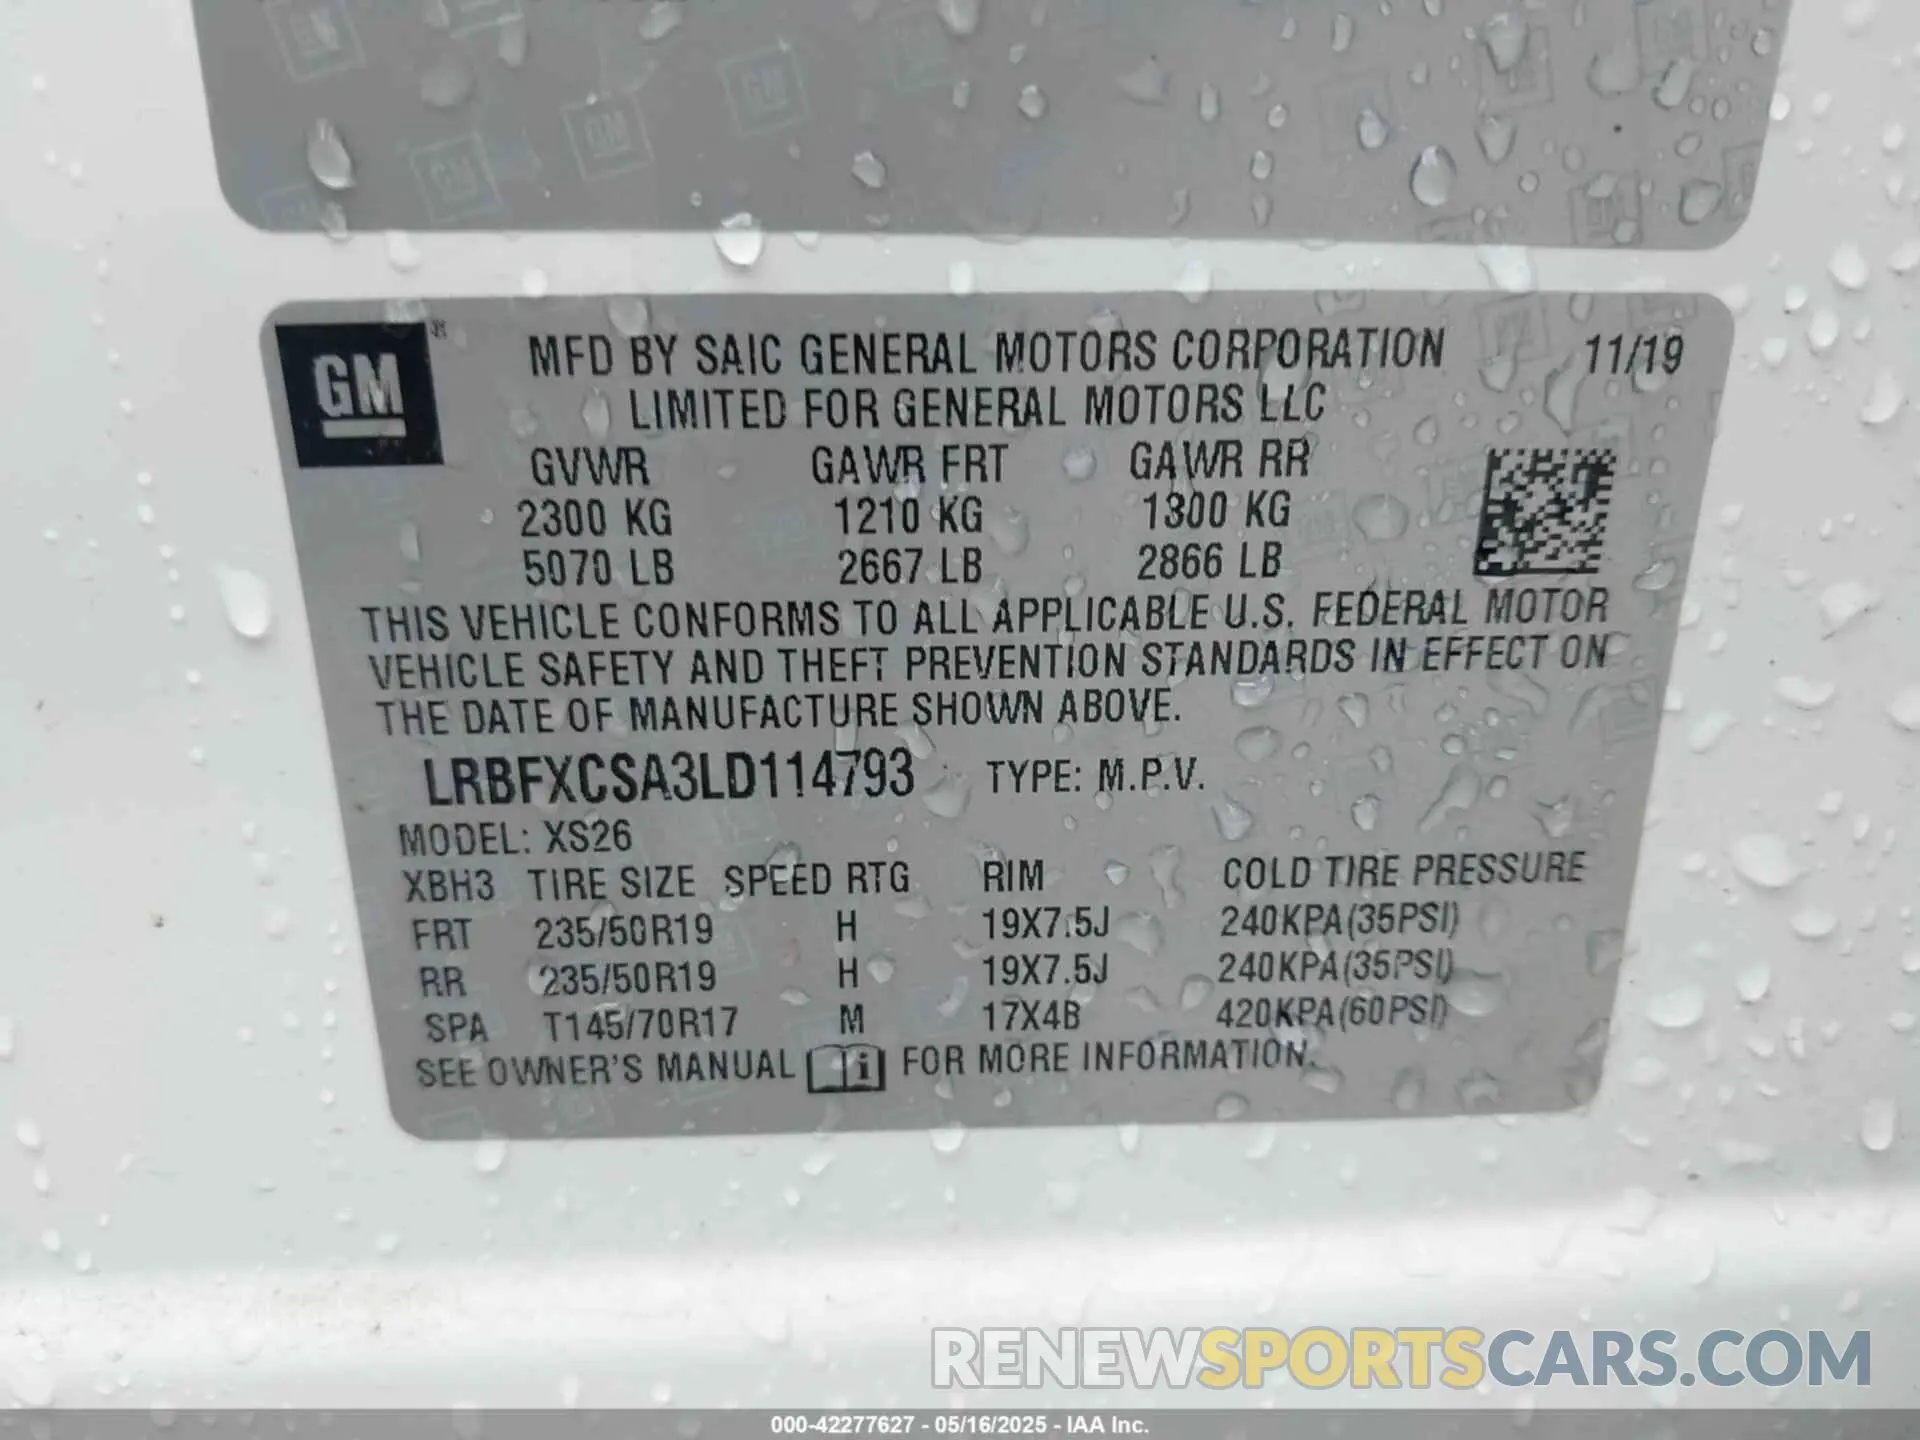 GM
MFD BY SAIC GENERAL MOTORS CORPORATION 11/19
LIMITED FOR GENERAL MOTORS LLC
GVWR GAWR FRT GAWR RR
2300 KG 1210 KG 1300 KG
5070 LB 2667 LB 2866 LB
THIS VEHICLE CONFORMS TO ALL APPLICABLE U.S. FEDERAL MOTOR
VEHICLE SAFETY AND THEFT PREVENTION STANDARDS IN EFFECT ON
THE DATE OF MANUFACTURE SHOWN ABOVE.
LRBFXCSA3LD114793 TYPE: M.P.V.
MODEL: XS26
XBH3 TIRE SIZE SPEED RTG RIM COLD TIRE PRESSURE
FRT 235/50R19 H 19X7.5J 240KPA(35PSI)
RR 235/50R19 H 19X7.5J 240KPA(35PSI)
SPA T145/70R17 M 17X4B 420KPA(60PSI)
SEE OWNER'S MANUAL i FOR MORE INFORMATION.
RENEWSPORTSCARS.COM
000-42277627 - 05/16/2025 - IAA Inc.